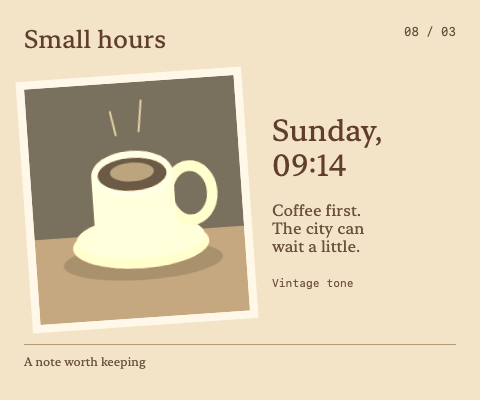 Small hours
08 / 03
Sunday,
09:14
Coffee first.
The city can
wait a little.
Vintage tone
A note worth keeping